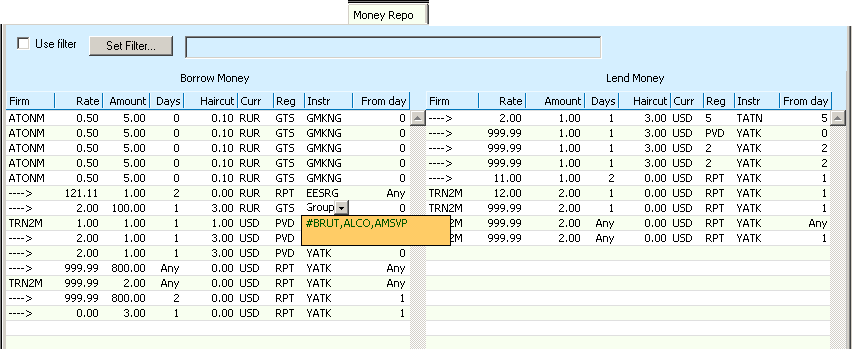 Money Repo
Use filter Set Filter...
Borrow Money Lend Money
Firm Rate Amount Days Haircut Curr Reg Instr From day Firm Rate Amount Days Haircut Curr Reg Instr From day
ATONM 0.50 5.00 0 0.10 RUR GTS GMKNG 0 ----> 2.00 1.00 1 3.00 USD 5 TATN 5
ATONM 0.50 5.00 0 0.10 RUR GTS GMKNG 0 ----> 999.99 1.00 1 3.00 USD PVD YATK 0
ATONM 0.50 5.00 0 0.10 RUR GTS GMKNG 0 ----> 999.99 1.00 1 3.00 USD 2 YATK 2
ATONM 0.50 5.00 0 0.10 RUR GTS GMKNG 0 ----> 999.99 1.00 1 3.00 USD 2 YATK 2
ATONM 0.50 5.00 0 0.10 RUR GTS GMKNG 0 ----> 11.00 1.00 2 0.00 USD RPT YATK 1
----> 121.11 1.00 2 0.00 RUR RPT EESRG Any TRN2M 12.00 2.00 1 0.00 USD RPT YATK 1
----> 2.00 100.00 1 3.00 RUR GTS Group 0 TRN2M 999.99 2.00 1 0.00 USD RPT YATK 1
TRN2M 1.00 1.00 1 0.00 USD PVD #BRUT,ALCO,AMSVP M 999.99 2.00 Any 0.00 USD RPT YATK Any
----> 2.00 1.00 1 3.00 USD PVD M 999.99 2.00 Any 0.00 USD RPT YATK 1
----> 2.00 1.00 1 3.00 USD PVD YATK 0
----> 999.99 800.00 Any 0.00 USD RPT YATK Any
TRN2M 999.99 2.00 Any 0.00 USD RPT YATK Any
----> 999.99 800.00 2 0.00 USD RPT YATK 1
----> 0.00 3.00 1 0.00 USD RPT YATK 1